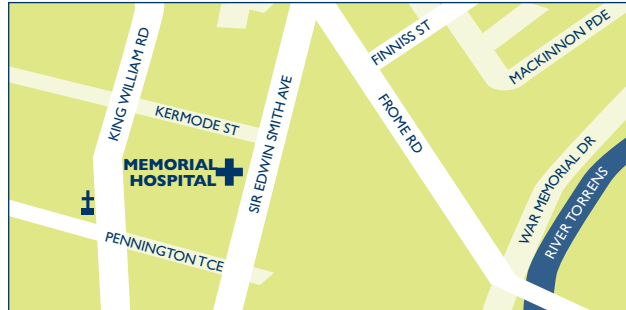 KING WILLIAM RD
KERMODE ST
MEMORIAL
HOSPITAL
PENNINGTON TCE
SIR EDWIN SMITH AVE
FINNISS ST
MACKINNON PDE
FROME RD
WAR MEMORIAL DR
RIVER TORRENS